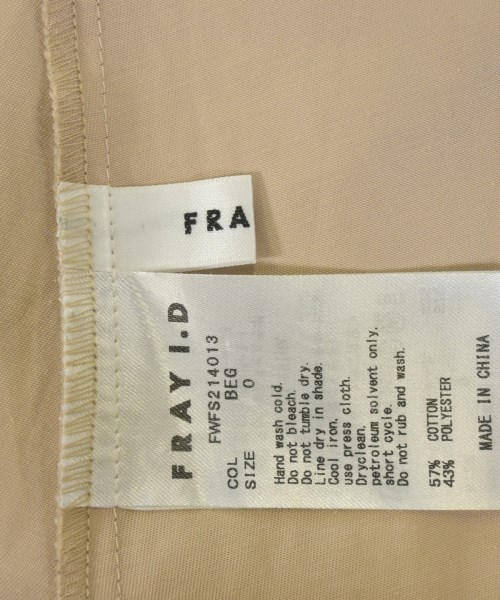 FRA
FRAY I.D
FWFS214013
COL BEG
SIZE 0
Hand wash cold.
Do not bleach.
Do not tumble dry.
Line dry in shade.
Cool iron,
use press cloth.
Dryclean,
petroleum solvent only.
short cycle.
Do not rub and wash.
57% COTTON
43% POLYESTER
MADE IN CHINA